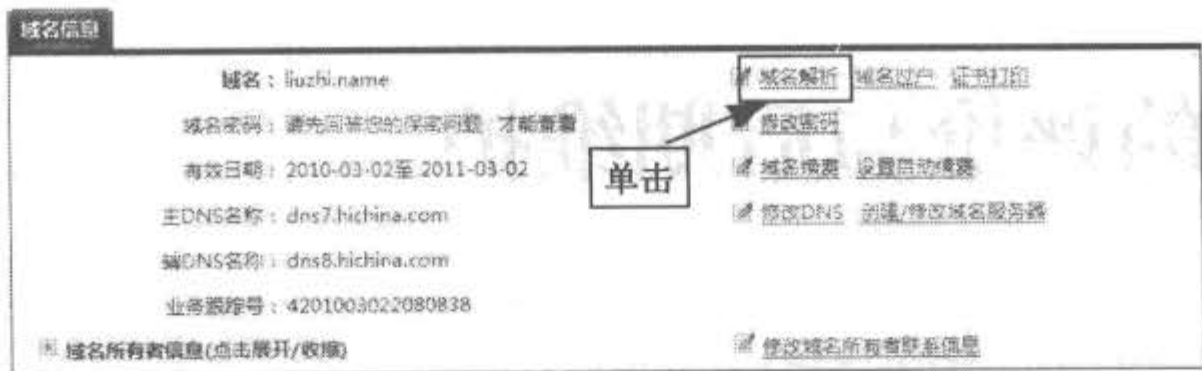 域名信息
域名：liuzhi.name 域名解析 域名过户 证书打印
域名密码：请先回答您的保密问题 才能查看 修改密码
有效日期：2010-03-02至 2011-03-02 域名续费 设置自动续费
单击
主DNS名称：dns7.hichina.com 修改DNS 创建/修改域名服务器
辅DNS名称：dns8.hichina.com
业务跟踪号：4201003022080838
域名所有者信息(点击展开/收缩) 修改域名所有者联系信息